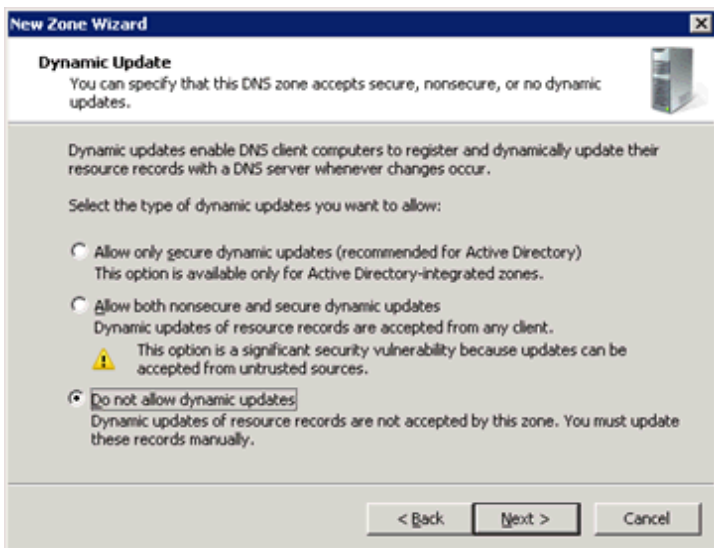 New Zone Wizard
Dynamic Update
You can specify that this DNS zone accepts secure, nonsecure, or no dynamic
updates.
Dynamic updates enable DNS client computers to register and dynamically update their
resource records with a DNS server whenever changes occur.
Select the type of dynamic updates you want to allow:
Allow only secure dynamic updates (recommended for Active Directory)
This option is available only for Active Directory-integrated zones.
Allow both nonsecure and secure dynamic updates
Dynamic updates of resource records are accepted from any client.
This option is a significant security vulnerability because updates can be
accepted from untrusted sources.
Do not allow dynamic updates
Dynamic updates of resource records are not accepted by this zone. You must update
these records manually.
< Back
Next >
Cancel